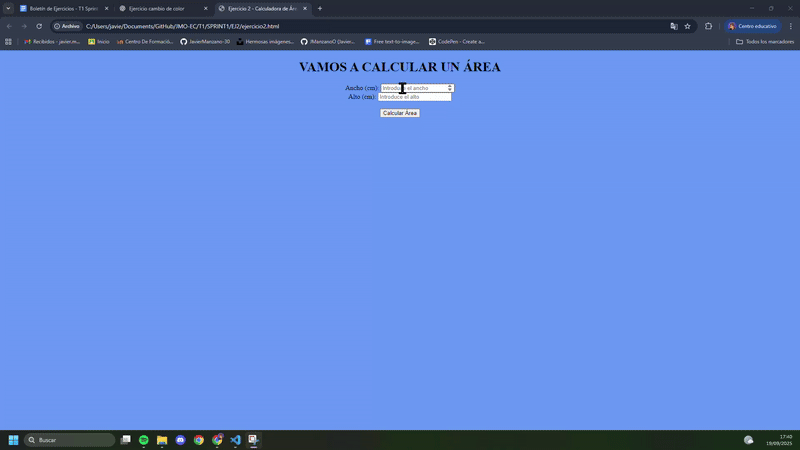 Boletín de Ejercicios - T1 Sprint
Ejercicio cambio de color
Ejercicio 2 - Calculadora de Áre
Archivo
C:/Users/javie/Documents/GitHub/JMO-EC/T1/SPRINT1/EJ2/ejercicio2.html
Centro educativo
Recibidos - javier.m...
Inicio
Centro De Formació...
JavierManzano-30
Hermosas imágenes...
JManzanoO (Javier...
Free text-to-image...
CodePen - Create a...
Todos los marcadores
VAMOS A CALCULAR UN ÁREA
Ancho (cm): Introduce el ancho
Alto (cm): Introduce el alto
Calcular Área
Buscar
17:40
19/09/2025